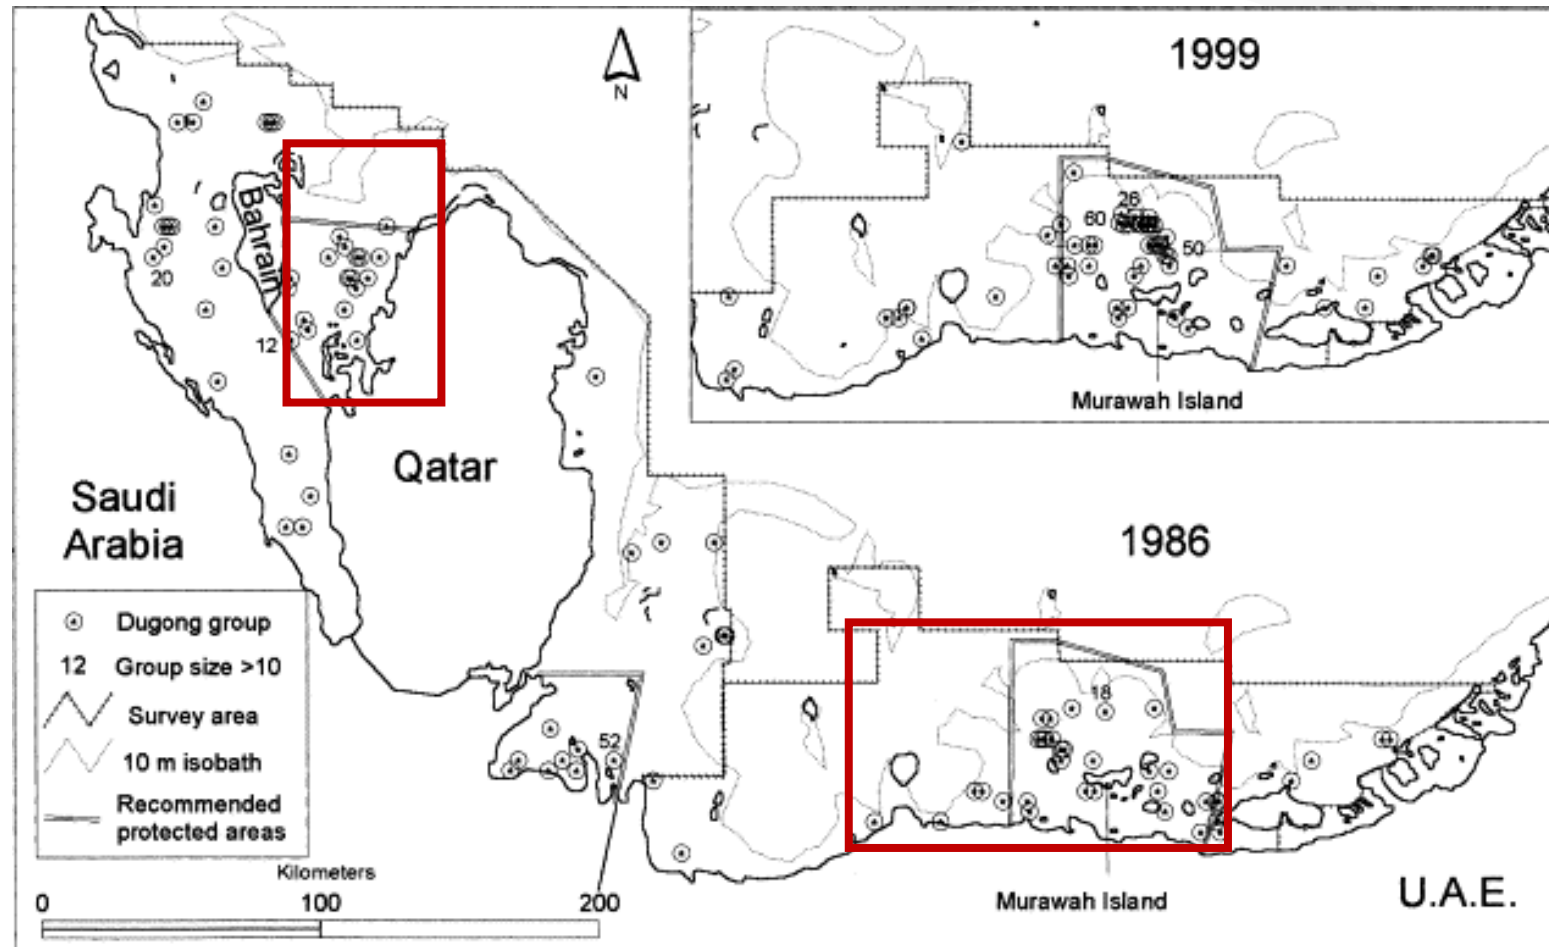 1999
N
Bahrain
26
60
50
20
12
Murawah Island
Qatar
Saudi
Arabia
1986
Dugong group
12 Group size >10
Survey area
10 m isobath
Recommended
protected areas
18
52
Kilometers
0 100 200
Murawah Island
U.A.E.